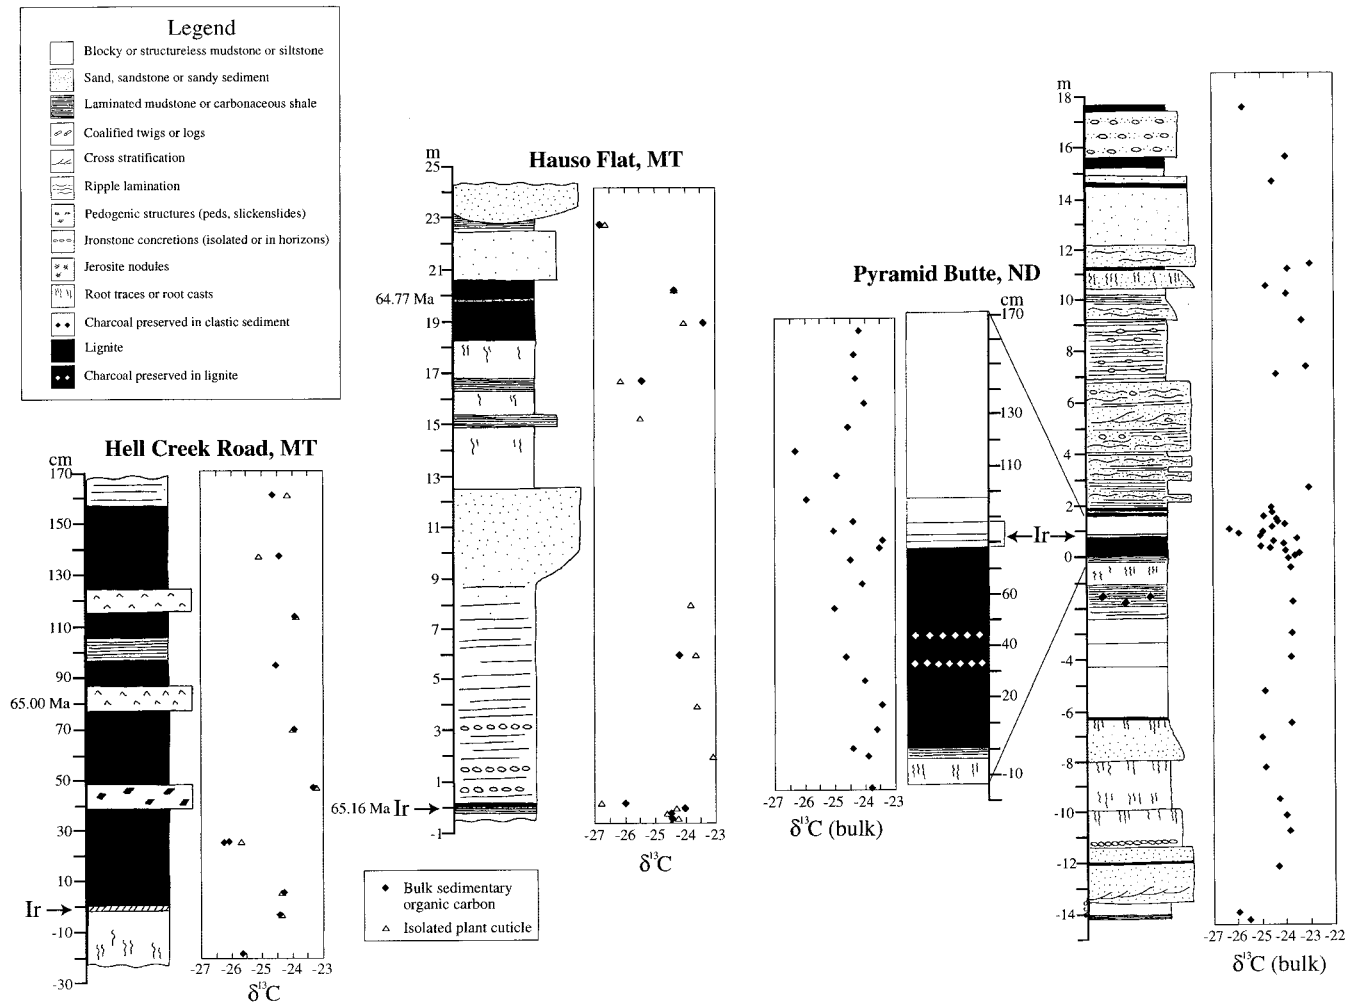 Legend
Blocky or structureless mudstone or siltstone
Sand, sandstone or sandy sediment
Laminated mudstone or carbonaceous shale
Coalified twigs or logs
Cross stratification
Ripple lamination
Pedogenic structures (peds, slickenslides)
Ironstone concretions (isolated or in horizons)
Jerosite nodules
Root traces or root casts
Charcoal preserved in clastic sediment
Lignite
Charcoal preserved in lignite
Hell Creek Road, MT
cm
170
150
130
110
90
65.00 Ma
70
50
30
10
Ir
-10
-30
-27 -26 -25 -24 -23
δ¹³C
Hauso Flat, MT
m
25
23
21
64.77 Ma
19
17
15
13
11
9
7
5
3
1
65.16 Ma Ir
-1
-27 -26 -25 -24 -23
δ¹³C
Bulk sedimentary
organic carbon
Isolated plant cuticle
Pyramid Butte, ND
cm
170
130
110
Ir
60
40
20
-10
-27 -26 -25 -24 -23
δ¹³C (bulk)
m
18
16
14
12
10
8
6
4
2
0
-2
-4
-6
-8
-10
-12
-14
-27 -26 -25 -24 -23 -22
δ¹³C (bulk)